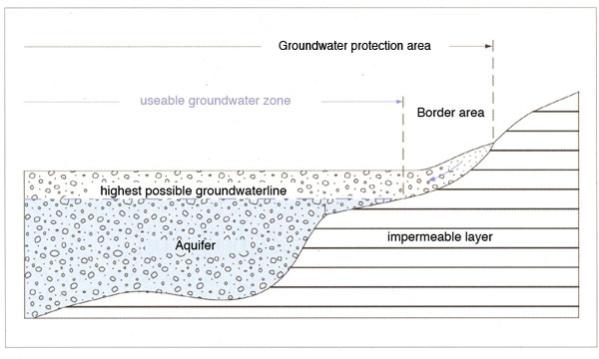 Groundwater protection area
useable groundwater zone
Border area
highest possible groundwaterline
impermeable layer
Aquifer